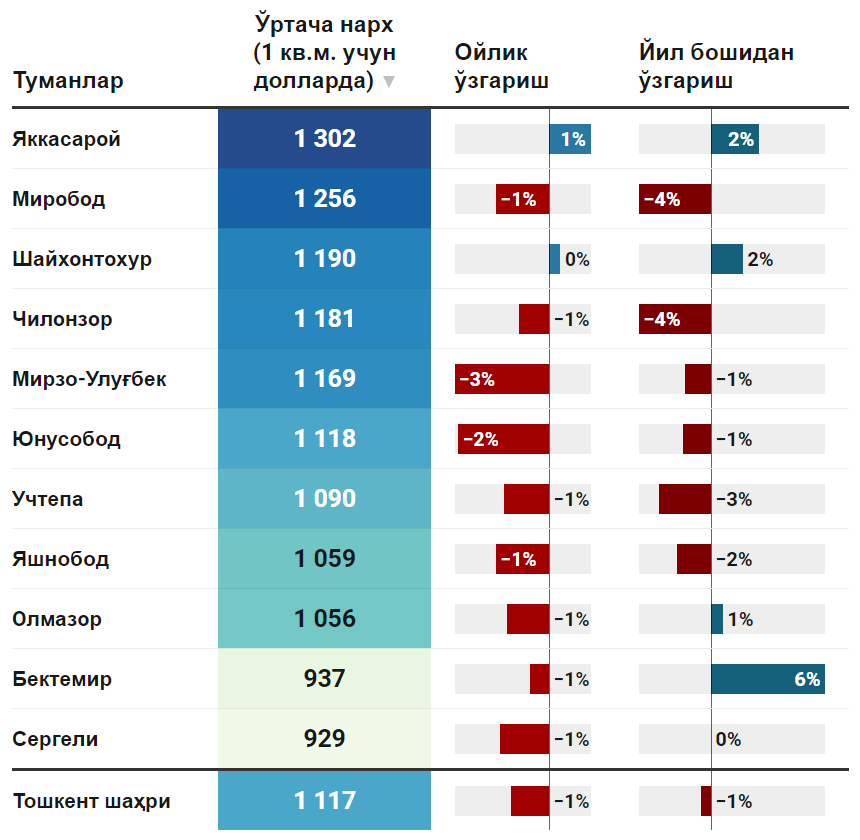 Туманлар
Ўртача нарх
(1 кв.м. учун
долларда) ▼
Ойлик
ўзгариш
Йил бошидан
ўзгариш
Яккасарой 1 302 1% 2%
Миробод 1 256 −1% −4%
Шайхонтохур 1 190 0% 2%
Чилонзор 1 181 −1% −4%
Мирзо-Улуғбек 1 169 −3% −1%
Юнусобод 1 118 −2% −1%
Учтепа 1 090 −1% −3%
Яшнобод 1 059 −1% −2%
Олмазор 1 056 −1% 1%
Бектемир 937 −1% 6%
Сергели 929 −1% 0%
Тошкент шаҳри 1 117 −1% −1%